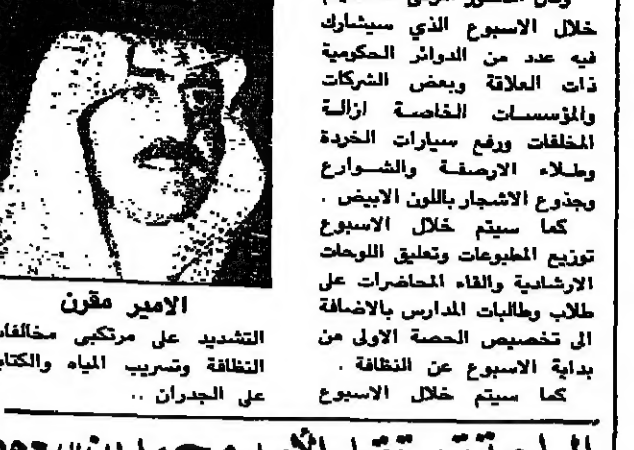 خلال الاسبوع الذي سيشارك
فيه عدد من الدوائر الحكومية
ذات العلاقة وبعض الشركات
والمؤسسات الخاصة ازالة
المخلفات ورفع سيارات الخردة
وطلاء الارصفة والشوارع
وجذوع الاشجار باللون الابيض .
كما سيتم خلال الاسبوع
توزيع المطبوعات وتعليق اللوحات
الارشادية والقاء المحاضرات على
طلاب وطالبات المدارس بالاضافة
الى تخصيص الحصة الاولى من
بداية الاسبوع عن النظافة .
كما سيتم خلال الاسبوع
الامير مقرن
التشديد على مرتكبى مخالفات
النظافة وتسريب المياه والكتابة
على الجدران ..